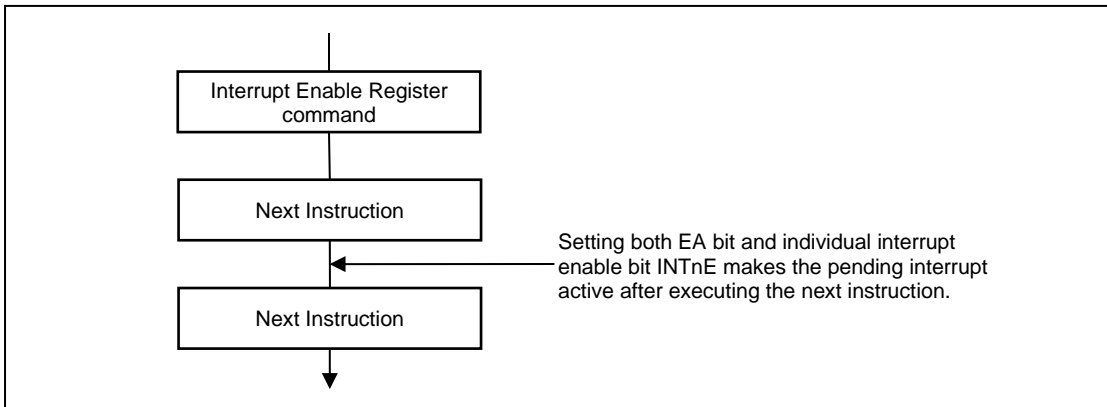 Interrupt Enable Register
command
Next Instruction
Setting both EA bit and individual interrupt
enable bit INTnE makes the pending interrupt
active after executing the next instruction.
Next Instruction